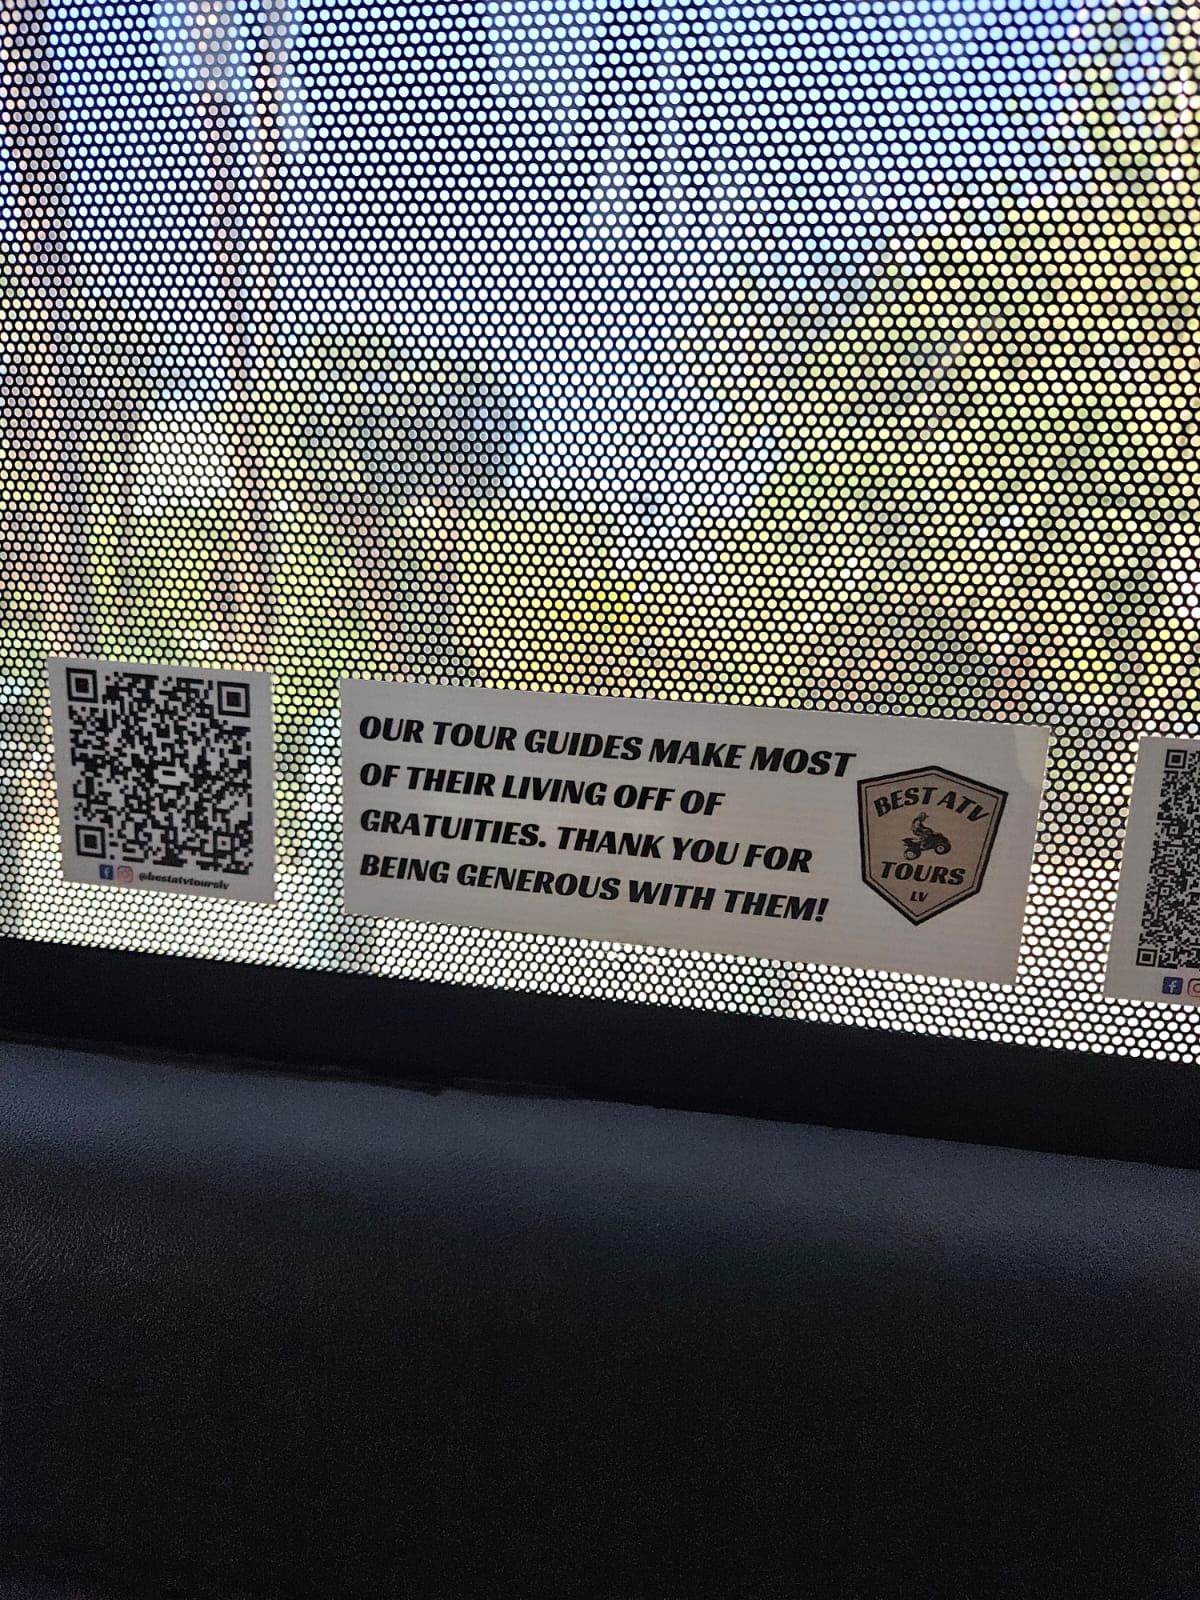 OUR TOUR GUIDES MAKE MOST
OF THEIR LIVING OFF OF
GRATUITIES. THANK YOU FOR
BEING GENEROUS WITH THEM!
BEST ATV
TOURS
LV
@bestatvtourslv